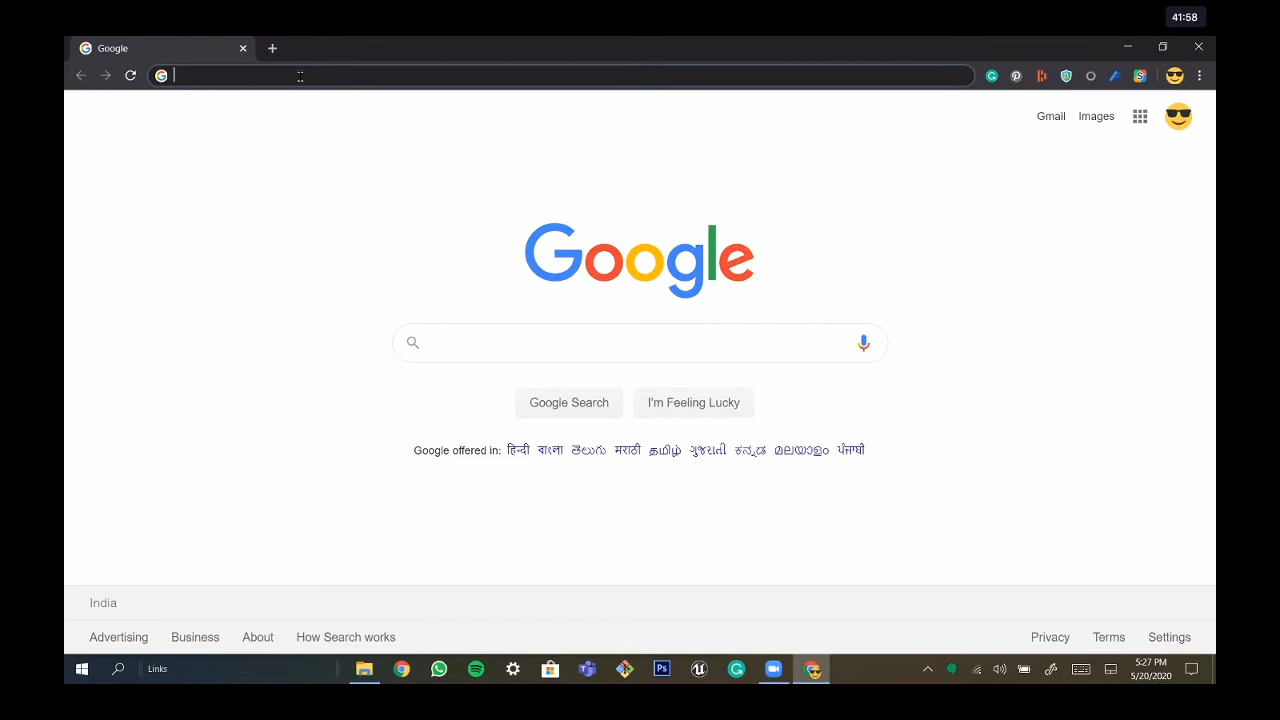 41:58
Google
Gmail Images
Google
Google Search I'm Feeling Lucky
Google offered in: हिन्दी বাংলা తెలుగు मराठी தமிழ் ગુજરાતી ಕನ್ನಡ മലയാളം ਪੰਜਾਬੀ
India
Advertising Business About How Search works Privacy Terms Settings
Links
5:27 PM
5/20/2020